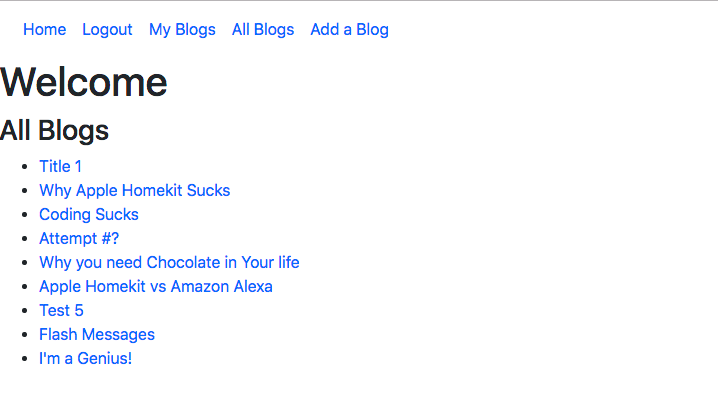 Home Logout My Blogs All Blogs Add a Blog
Welcome
All Blogs
Title 1
Why Apple Homekit Sucks
Coding Sucks
Attempt #?
Why you need Chocolate in Your life
Apple Homekit vs Amazon Alexa
Test 5
Flash Messages
I'm a Genius!